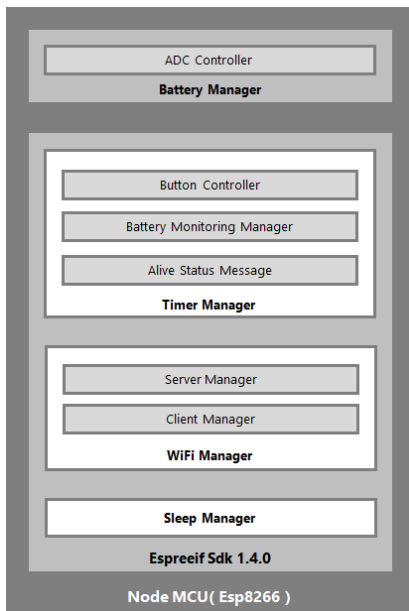 ADC Controller
Battery Manager
Button Controller
Battery Monitoring Manager
Alive Status Message
Timer Manager
Server Manager
Client Manager
WiFi Manager
Sleep Manager
Espreeif Sdk 1.4.0
Node MCU( Esp8266 )